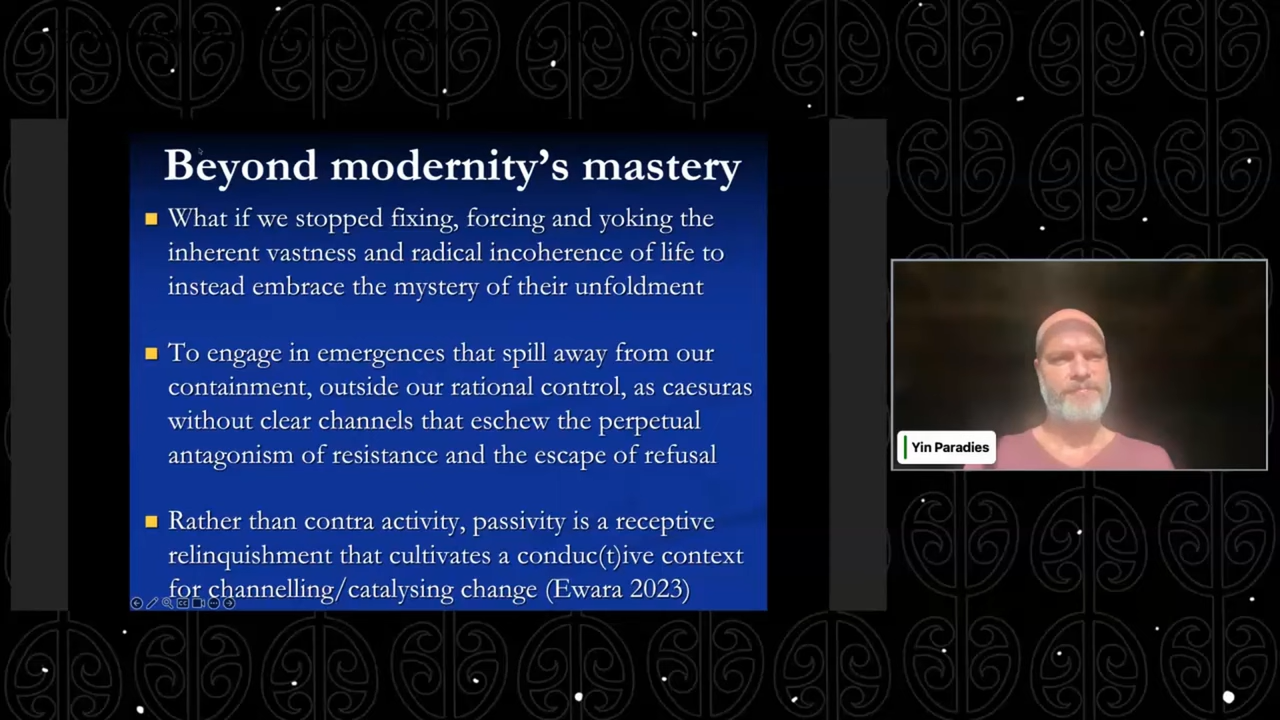 Beyond modernity's mastery
What if we stopped fixing, forcing and yoking the
inherent vastness and radical incoherence of life to
instead embrace the mystery of their unfoldment
To engage in emergences that spill away from our
containment, outside our rational control, as caesuras
without clear channels that eschew the perpetual
antagonism of resistance and the escape of refusal
Rather than contra activity, passivity is a receptive
relinquishment that cultivates a conduc(t)ive context
for channelling/catalysing change (Ewara 2023)
Yin Paradies